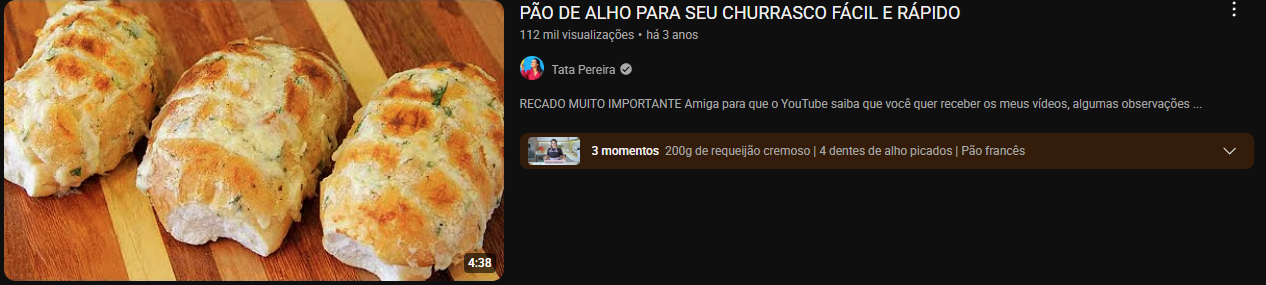 PÃO DE ALHO PARA SEU CHURRASCO FÁCIL E RÁPIDO
112 mil visualizações • há 3 anos
Tata Pereira
RECADO MUITO IMPORTANTE Amiga para que o YouTube saiba que você quer receber os meus vídeos, algumas observações ...
3 momentos 200g de requeijão cremoso | 4 dentes de alho picados | Pão francês
4:38